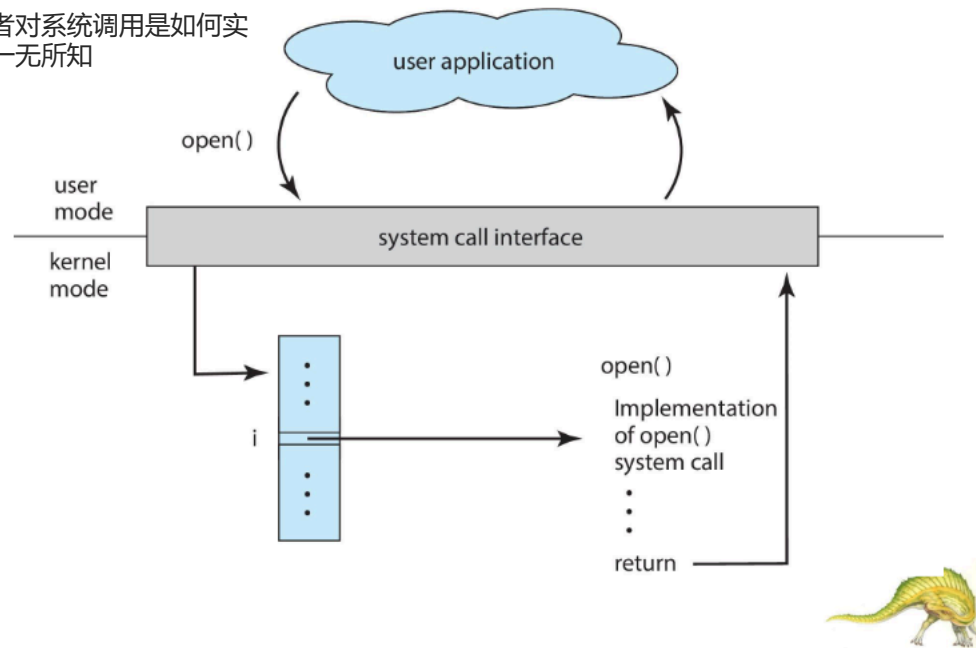 者对系统调用是如何实
一无所知
user application
open( )
user
mode
system call interface
kernel
mode
open( )
Implementation
of open( )
system call
i
return